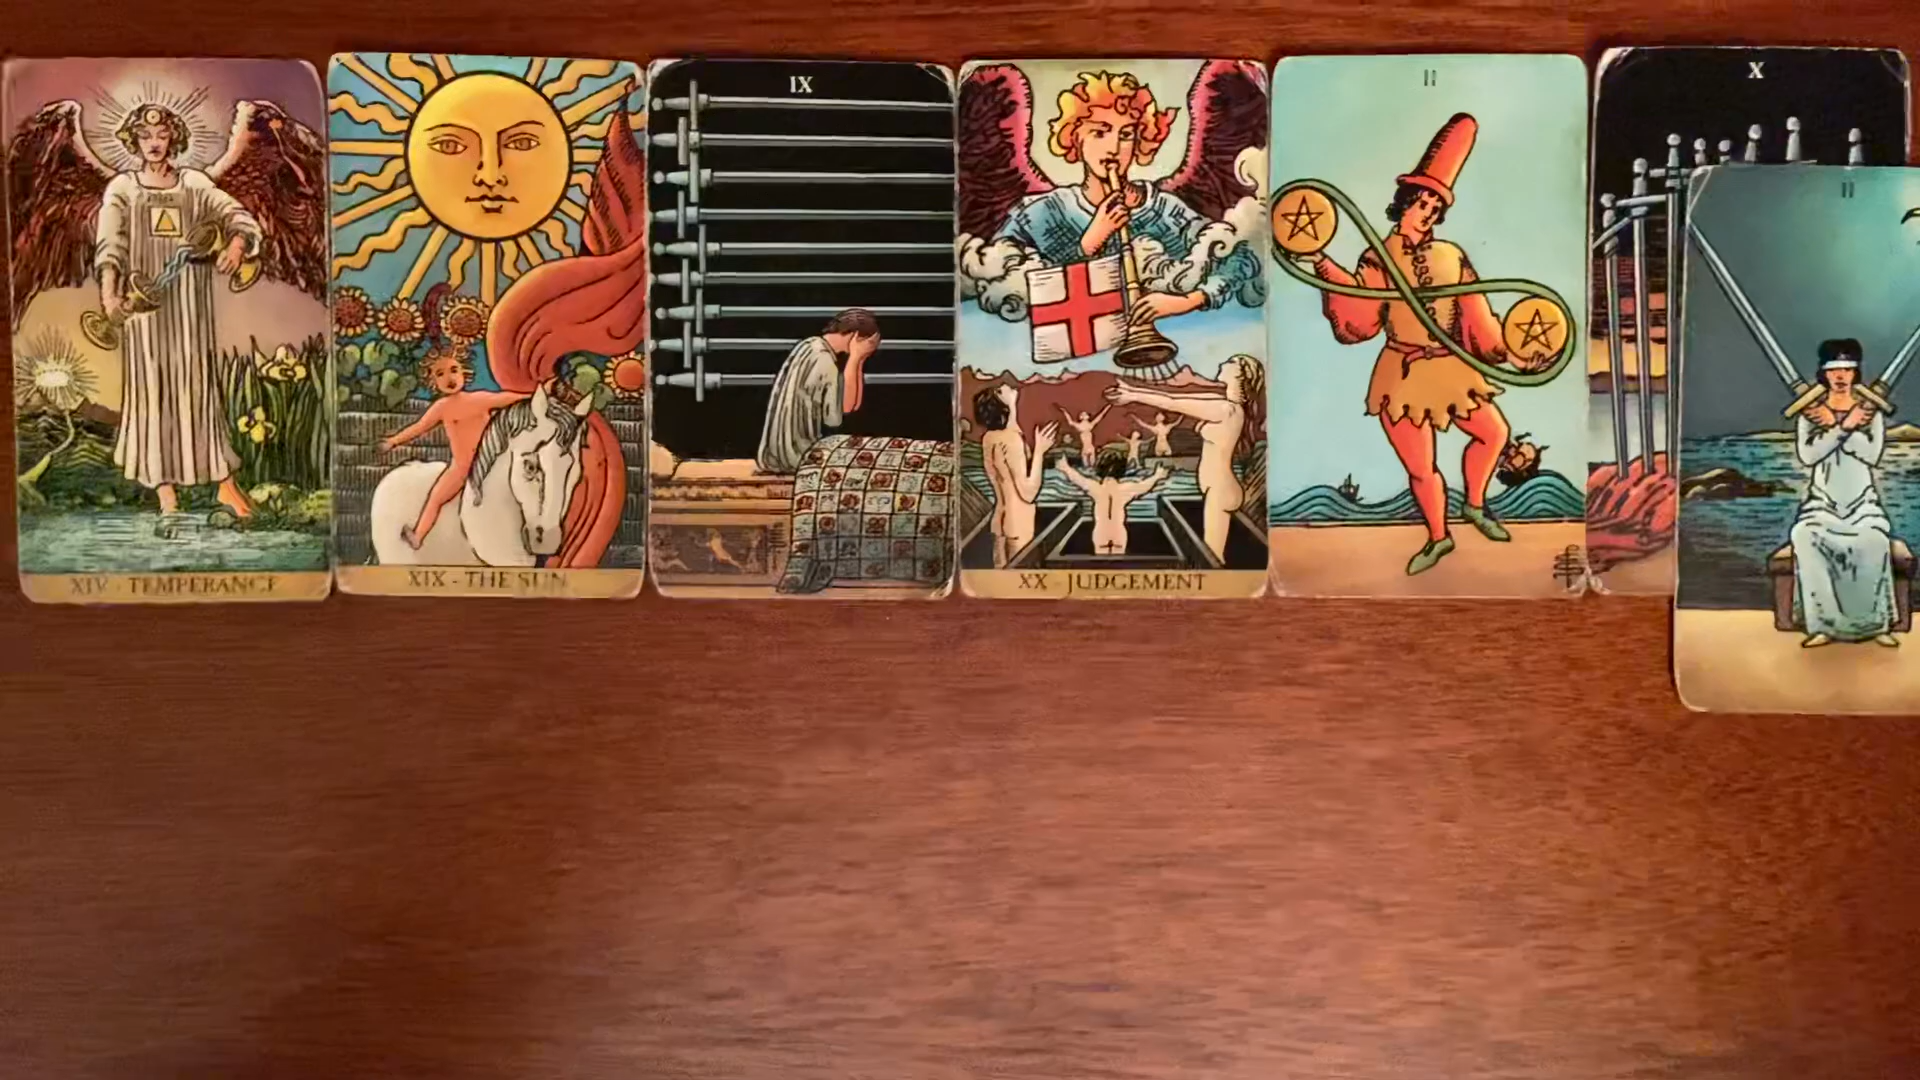 XIV · TEMPERANCE
XIX - THE SUN
IX
XX - JUDGEMENT
II
X
II